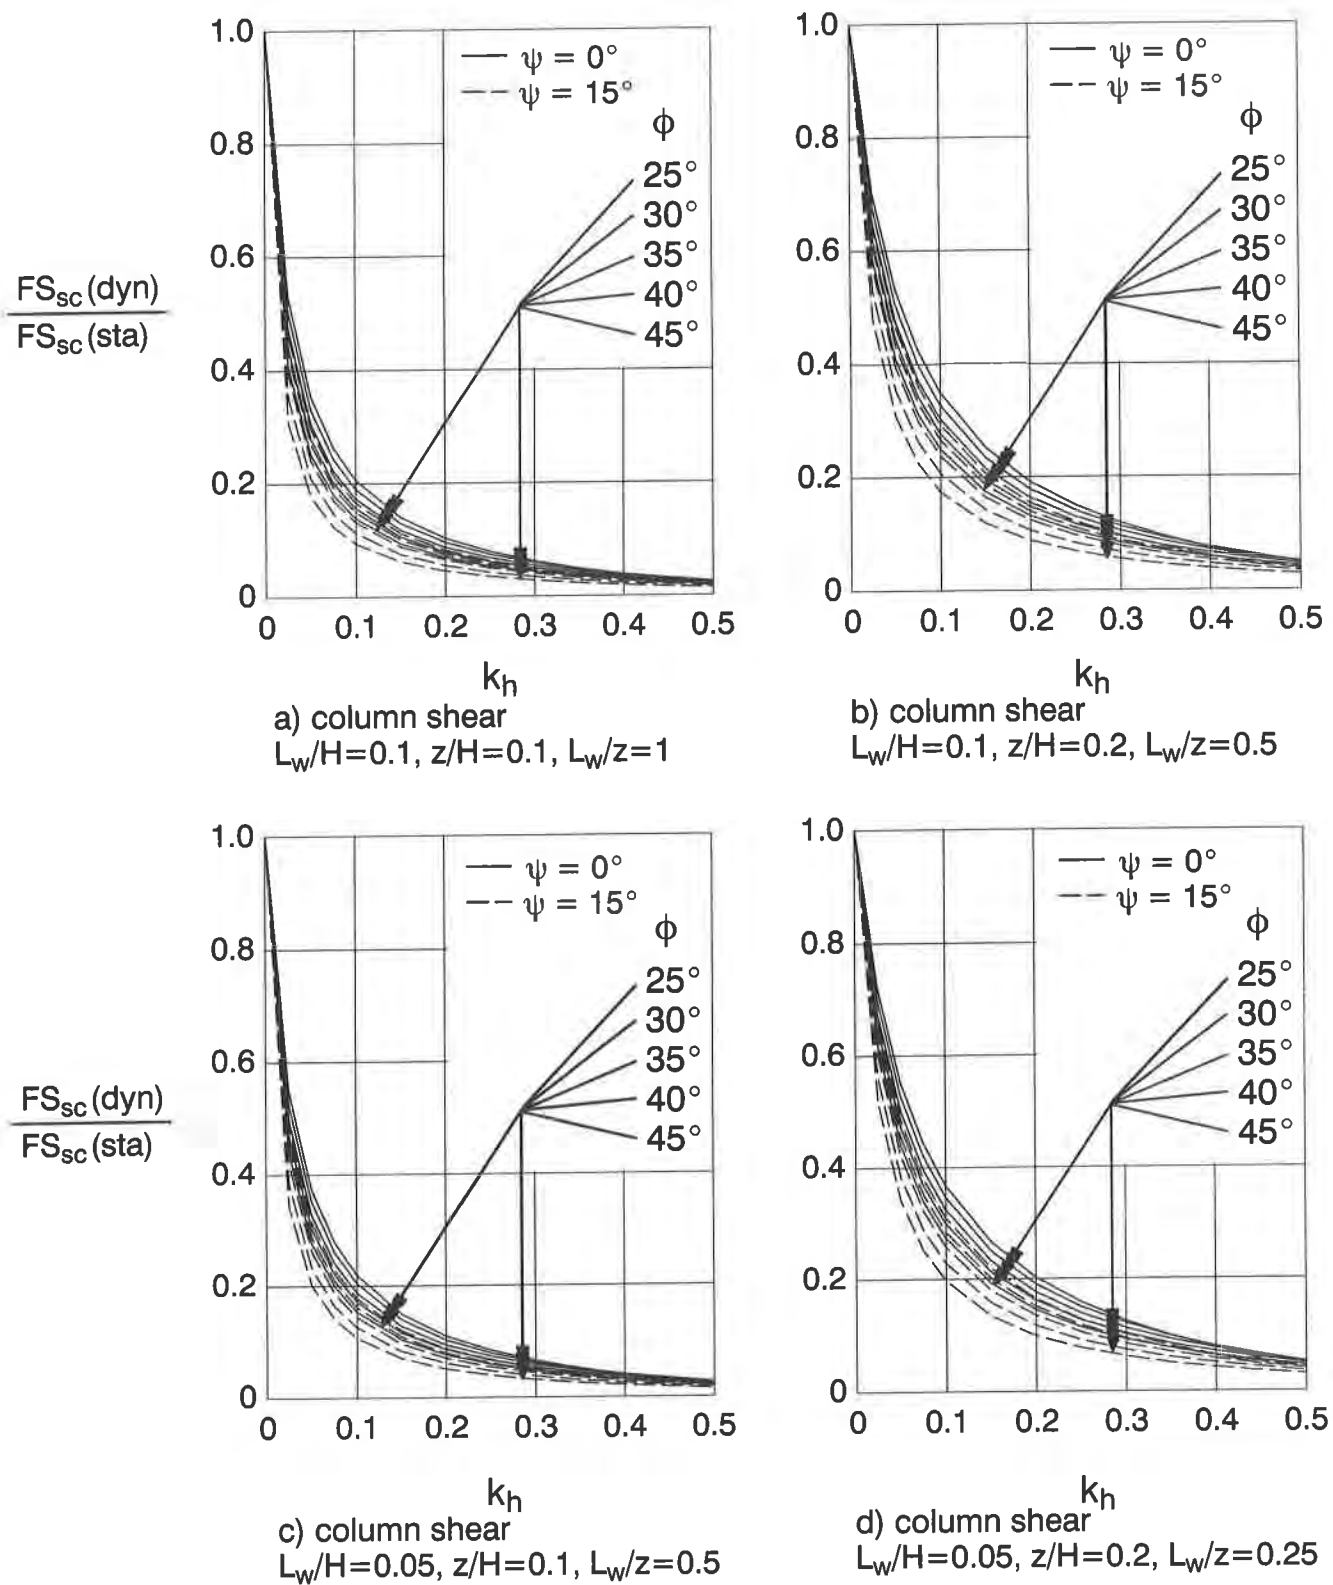 1.0
0.8
0.6
0.4
0.2
0
0 0.1 0.2 0.3 0.4 0.5
ψ = 0°
ψ = 15°
ϕ
25°
30°
35°
40°
45°
FSsc(dyn)
FSsc(sta)
kh
a) column shear
Lw/H=0.1, z/H=0.1, Lw/z=1
1.0
0.8
0.6
0.4
0.2
0
0 0.1 0.2 0.3 0.4 0.5
ψ = 0°
ψ = 15°
ϕ
25°
30°
35°
40°
45°
kh
b) column shear
Lw/H=0.1, z/H=0.2, Lw/z=0.5
1.0
0.8
0.6
0.4
0.2
0
0 0.1 0.2 0.3 0.4 0.5
ψ = 0°
ψ = 15°
ϕ
25°
30°
35°
40°
45°
FSsc(dyn)
FSsc(sta)
kh
c) column shear
Lw/H=0.05, z/H=0.1, Lw/z=0.5
1.0
0.8
0.6
0.4
0.2
0
0 0.1 0.2 0.3 0.4 0.5
ψ = 0°
ψ = 15°
ϕ
25°
30°
35°
40°
45°
kh
d) column shear
Lw/H=0.05, z/H=0.2, Lw/z=0.25